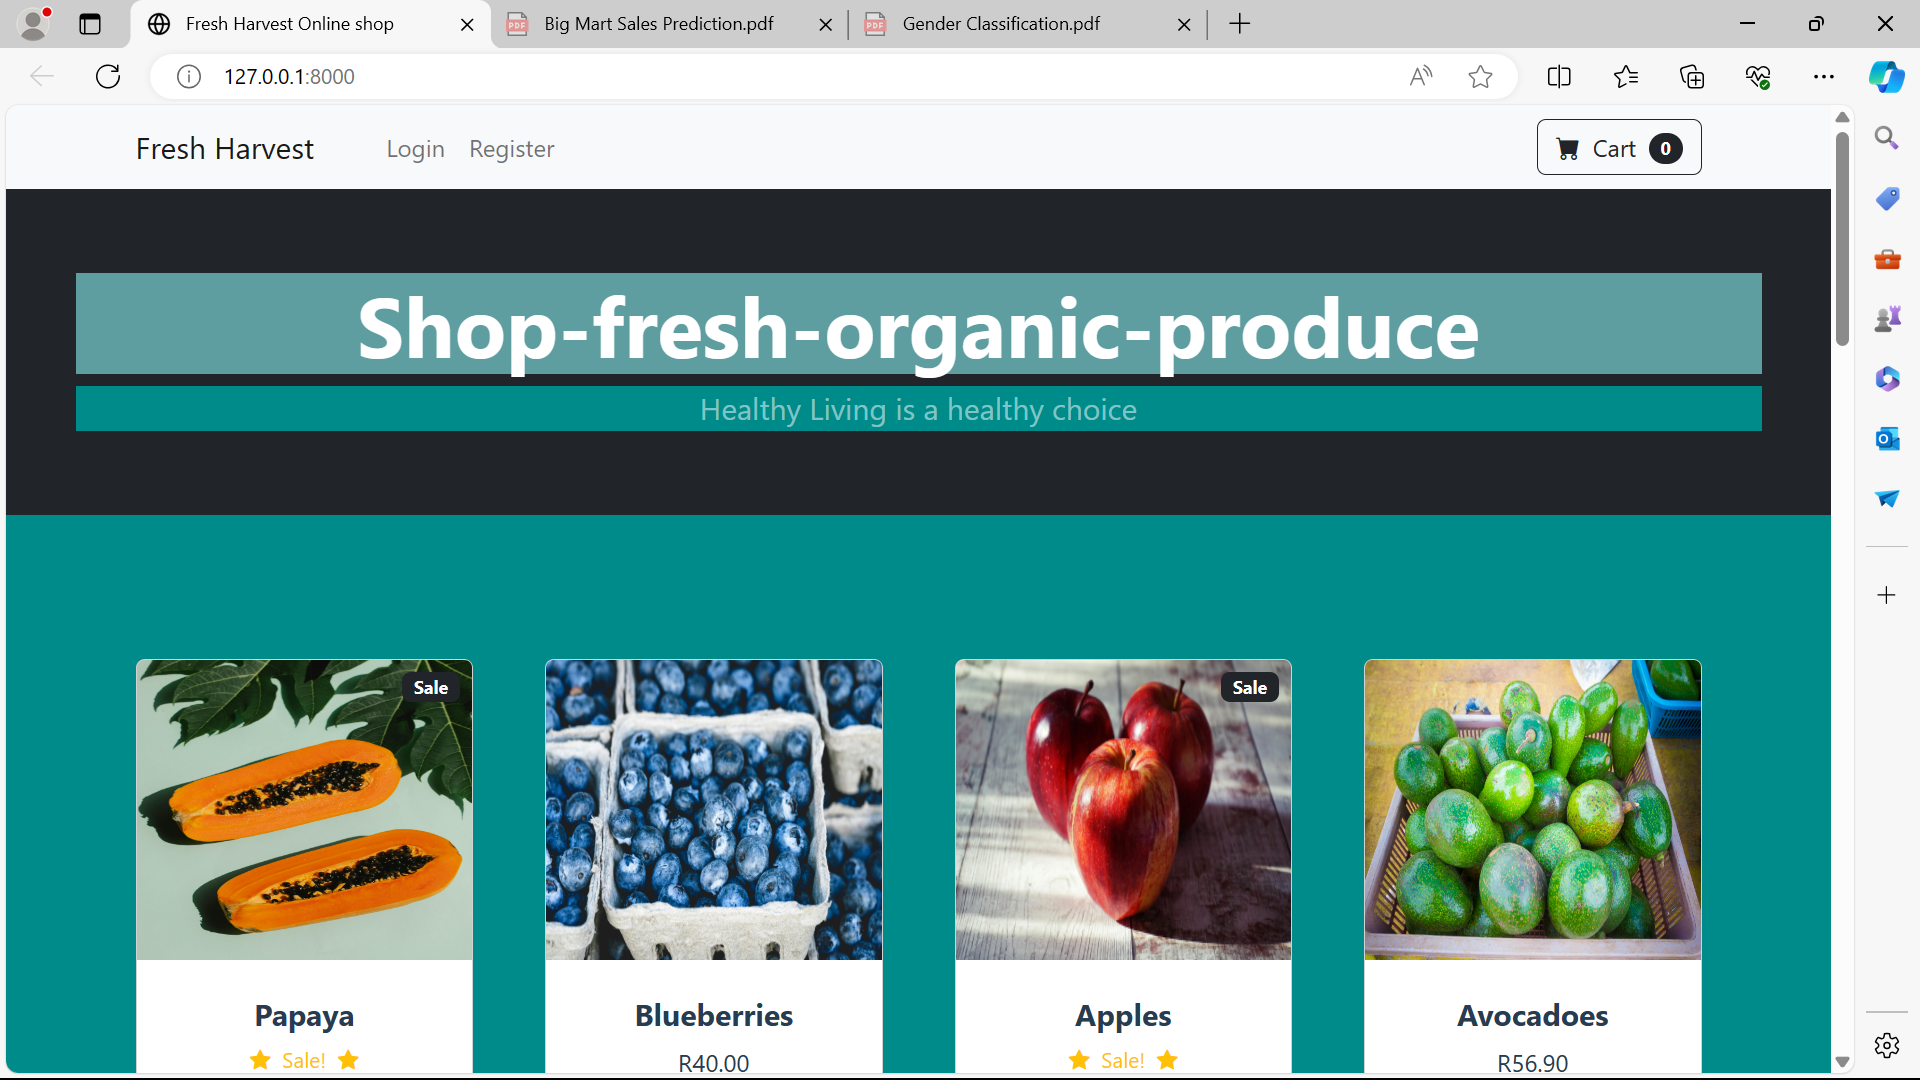 Fresh Harvest Online shop
Big Mart Sales Prediction.pdf
Gender Classification.pdf
127.0.0.1:8000
Fresh Harvest
Login
Register
Cart 0
Shop-fresh-organic-produce
Healthy Living is a healthy choice
Sale
Sale
Papaya
Blueberries
Apples
Avocadoes
Sale!
R40.00
Sale!
R56.90